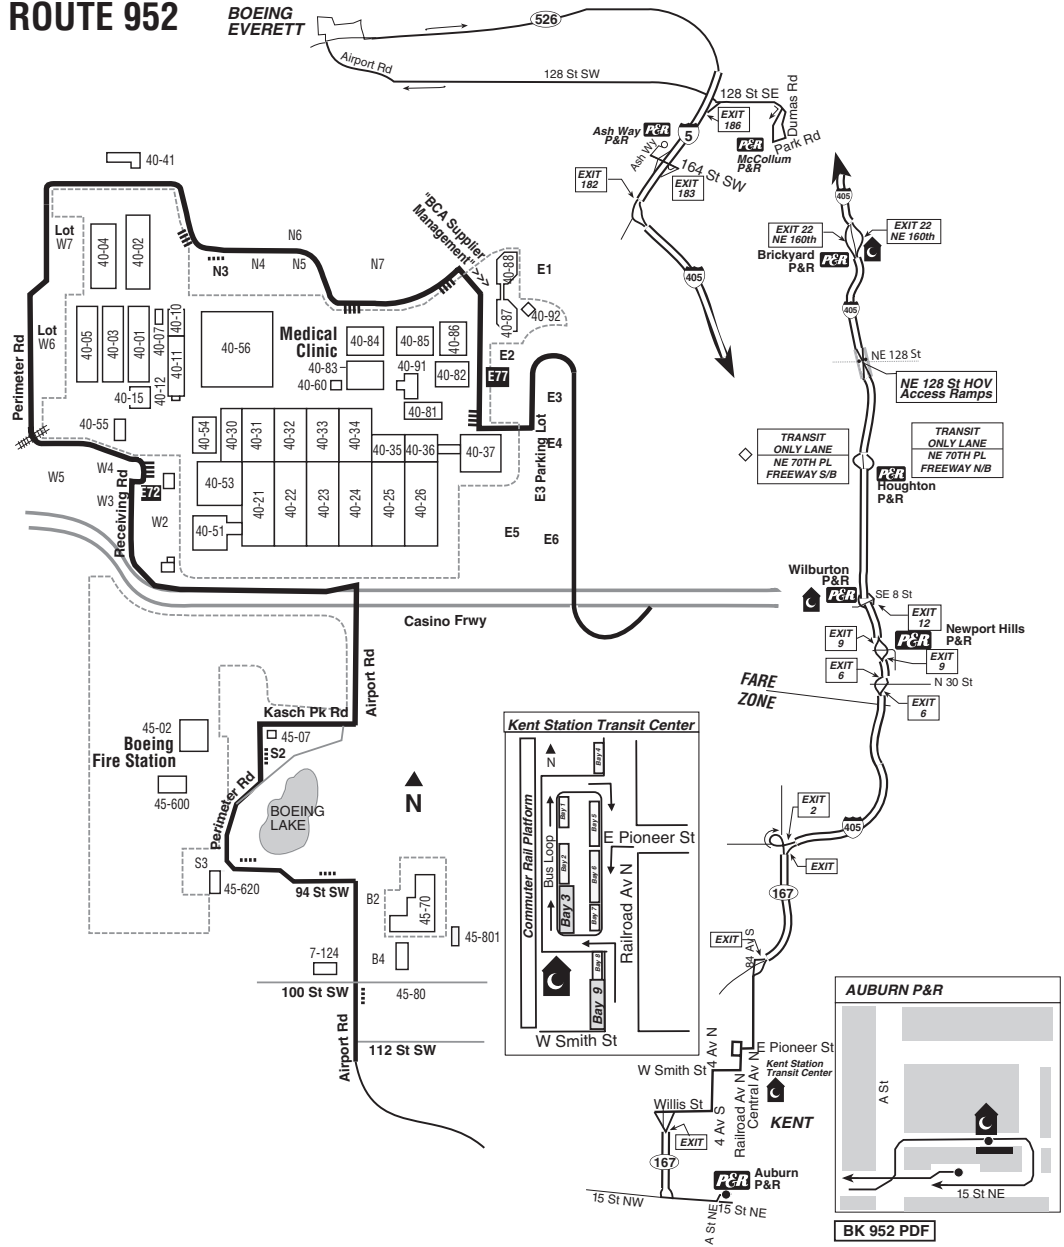 ROUTE 952
BOEING
EVERETT
526
Airport Rd
128 St SW
128 St SE
Dumas Rd
EXIT
186
Park Rd
Ash Way
P&R
P&R
5
P&R
McCollum
P&R
Ash Wy
164 St SW
EXIT
182
EXIT
183
405
405
EXIT 22
NE 160th
EXIT 22
NE 160th
Brickyard
P&R
P&R
405
NE 128 St
NE 128 St HOV
Access Ramps
TRANSIT
ONLY LANE
NE 70TH PL
FREEWAY S/B
TRANSIT
ONLY LANE
NE 70TH PL
FREEWAY N/B
P&R
Houghton
P&R
Wilburton
P&R
P&R
SE 8 St
EXIT
12
Newport Hills
P&R
P&R
EXIT
9
EXIT
9
EXIT
6
N 30 St
EXIT
6
FARE
ZONE
EXIT
2
405
EXIT
167
EXIT
84 Av S
4 Av N
E Pioneer St
Kent Station
Transit Center
W Smith St
Railroad Av N
Central Av N
Willis St
4 Av S
KENT
EXIT
167
P&R
Auburn
P&R
15 St NW
A St NE
15 St NE
40-41
Lot
W7
40-04
40-02
N6
N3
N4
N5
N7
"BCA Supplier
Management">>>
40-88
E1
40-87
40-92
Perimeter Rd
Lot
W6
40-05
40-03
40-01
40-07
40-10
40-11
40-12
40-15
40-56
Medical
Clinic
40-84
40-85
40-86
E2
40-83
40-91
40-60
40-82
E77
40-81
E3
40-55
40-54
40-30
40-31
40-32
40-33
40-34
40-35
40-36
40-37
E3 Parking Lot
E4
W5
W4
E72
W3
W2
Receiving Rd
40-53
40-21
40-22
40-23
40-24
40-25
40-26
40-51
E5
E6
Casino Frwy
Airport Rd
Kasch Pk Rd
45-02
Boeing
Fire Station
45-07
S2
45-600
Perimeter Rd
BOEING
LAKE
N
S3
45-620
94 St SW
B2
45-70
45-801
B4
7-124
100 St SW
45-80
Airport Rd
112 St SW
Kent Station Transit Center
N
Bay 4
Commuter Rail Platform
Bus Loop
Bay 1
Bay 5
E Pioneer St
Bay 2
Bay 6
Bay 3
Bay 7
Railroad Av N
Bay 8
Bay 9
W Smith St
AUBURN P&R
A St
15 St NE
BK 952 PDF